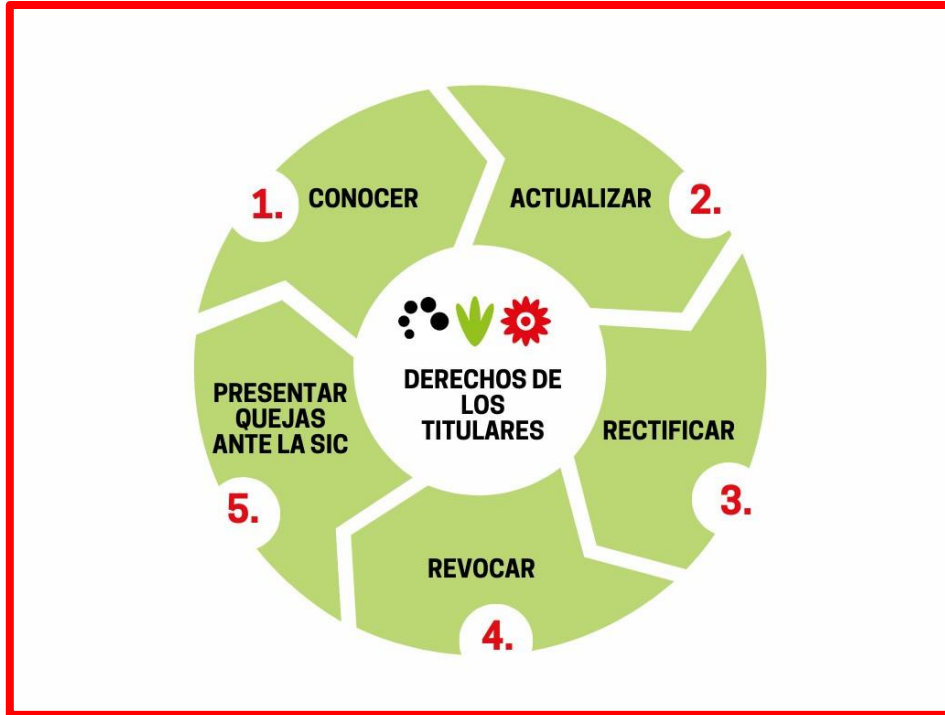 1. CONOCER
ACTUALIZAR 2.
RECTIFICAR
3.
REVOCAR
4.
PRESENTAR
QUEJAS
ANTE LA SIC
5.
DERECHOS DE
LOS
TITULARES